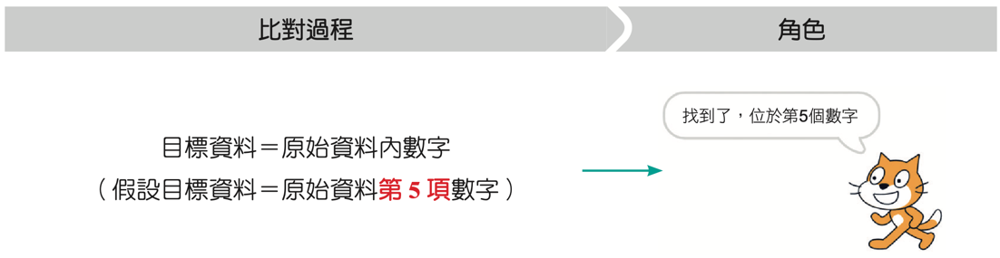 比對過程
角色
找到了，位於第5個數字
目標資料＝原始資料內數字
（假設目標資料＝原始資料第 5 項數字）